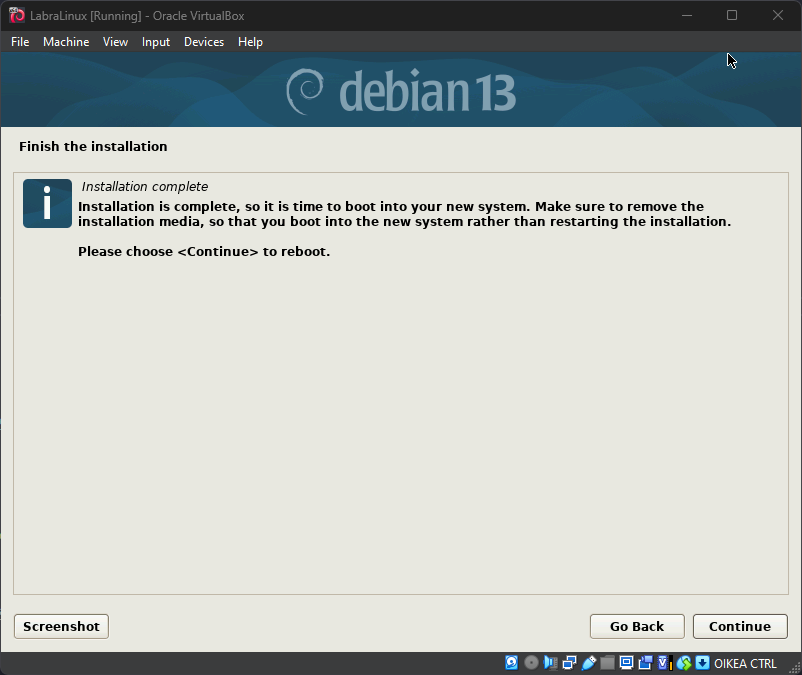 LabraLinux [Running] - Oracle VirtualBox
File Machine View Input Devices Help
debian 13
Finish the installation
Installation complete
Installation is complete, so it is time to boot into your new system. Make sure to remove the
installation media, so that you boot into the new system rather than restarting the installation.
Please choose <Continue> to reboot.
Screenshot Go Back Continue
OIKEA CTRL